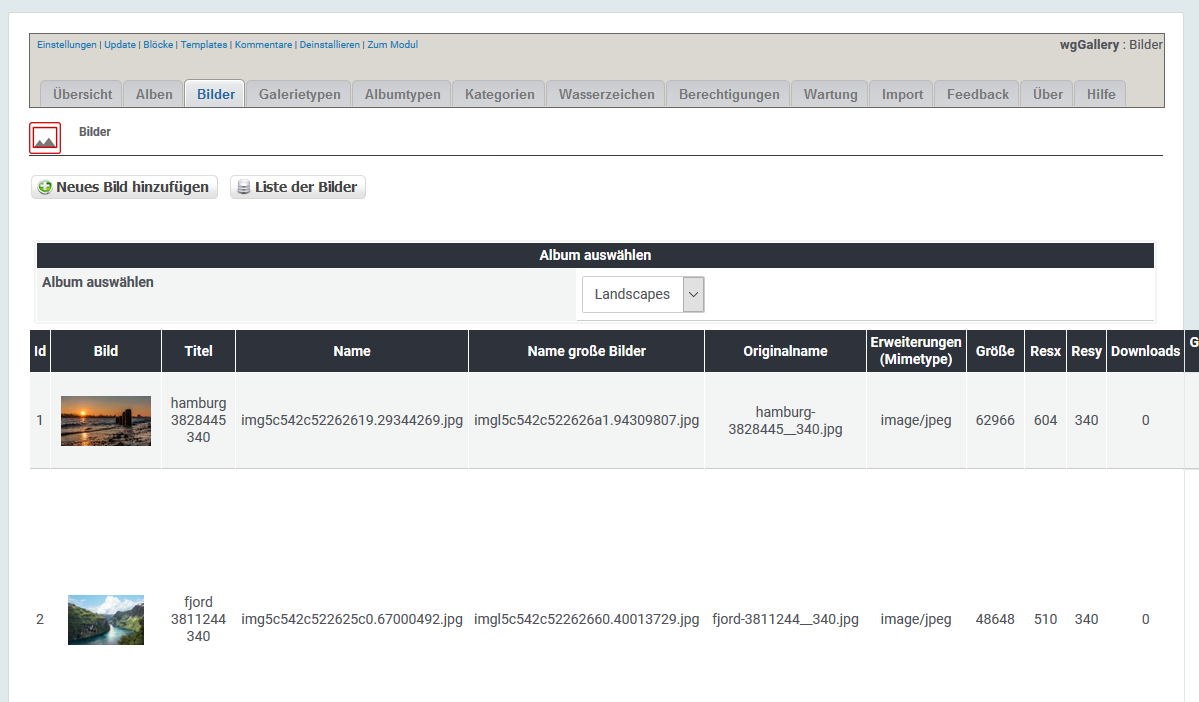 Einstellungen | Update | Blöcke | Templates | Kommentare | Deinstallieren | Zum Modul
wgGallery : Bilder
Übersicht Alben Bilder Galerietypen Albumtypen Kategorien Wasserzeichen Berechtigungen Wartung Import Feedback Über Hilfe
Bilder
Neues Bild hinzufügen Liste der Bilder
Album auswählen
Album auswählen Landscapes
Id Bild Titel Name Name große Bilder Originalname Erweiterungen (Mimetype) Größe Resx Resy Downloads G
hamburg
1 3828445 img5c542c52262619.29344269.jpg imgl5c542c522626a1.94309807.jpg hamburg-3828445__340.jpg image/jpeg 62966 604 340 0
340
fjord
2 3811244 img5c542c522625c0.67000492.jpg imgl5c542c52262660.40013729.jpg fjord-3811244__340.jpg image/jpeg 48648 510 340 0
340